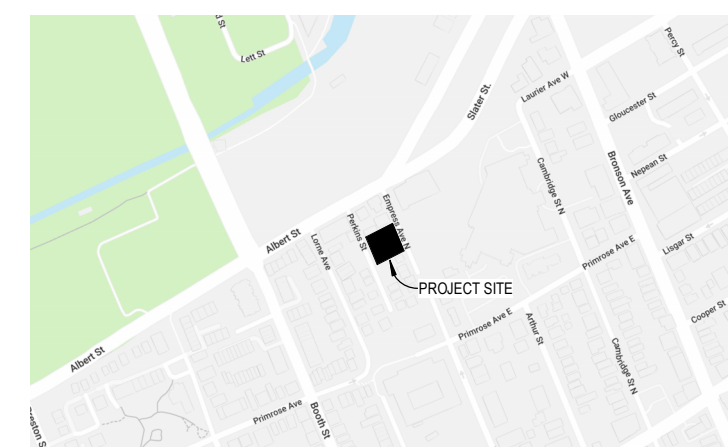 Lett St
Percy St
Slater St.
Laurier Ave W
Gloucester St
Bronson Ave
Nepean St
Cambridge St N
Empress Ave N
Perkins St
Albert St
Lorne Ave
Lisgar St
Primrose Ave E
PROJECT SITE
Cooper St
Primrose Ave E
Arthur St
Cambridge St N
Albert St
Primrose Ave
Booth St